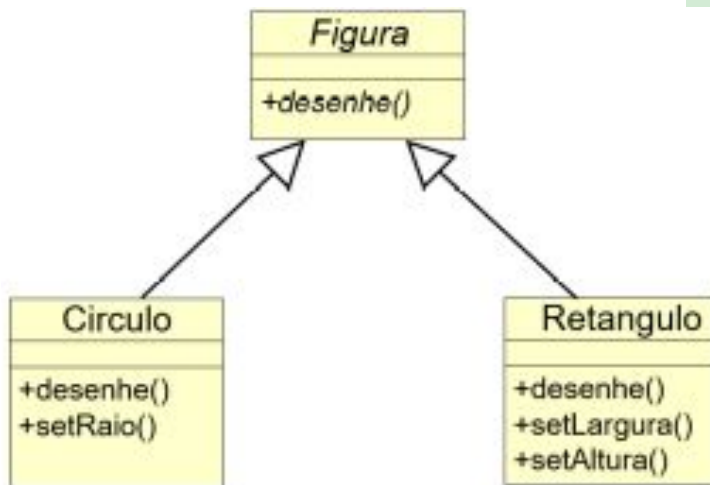 Figura
+desenhe()
Circulo
+desenhe()
+setRaio()
Retangulo
+desenhe()
+setLargura()
+setAltura()